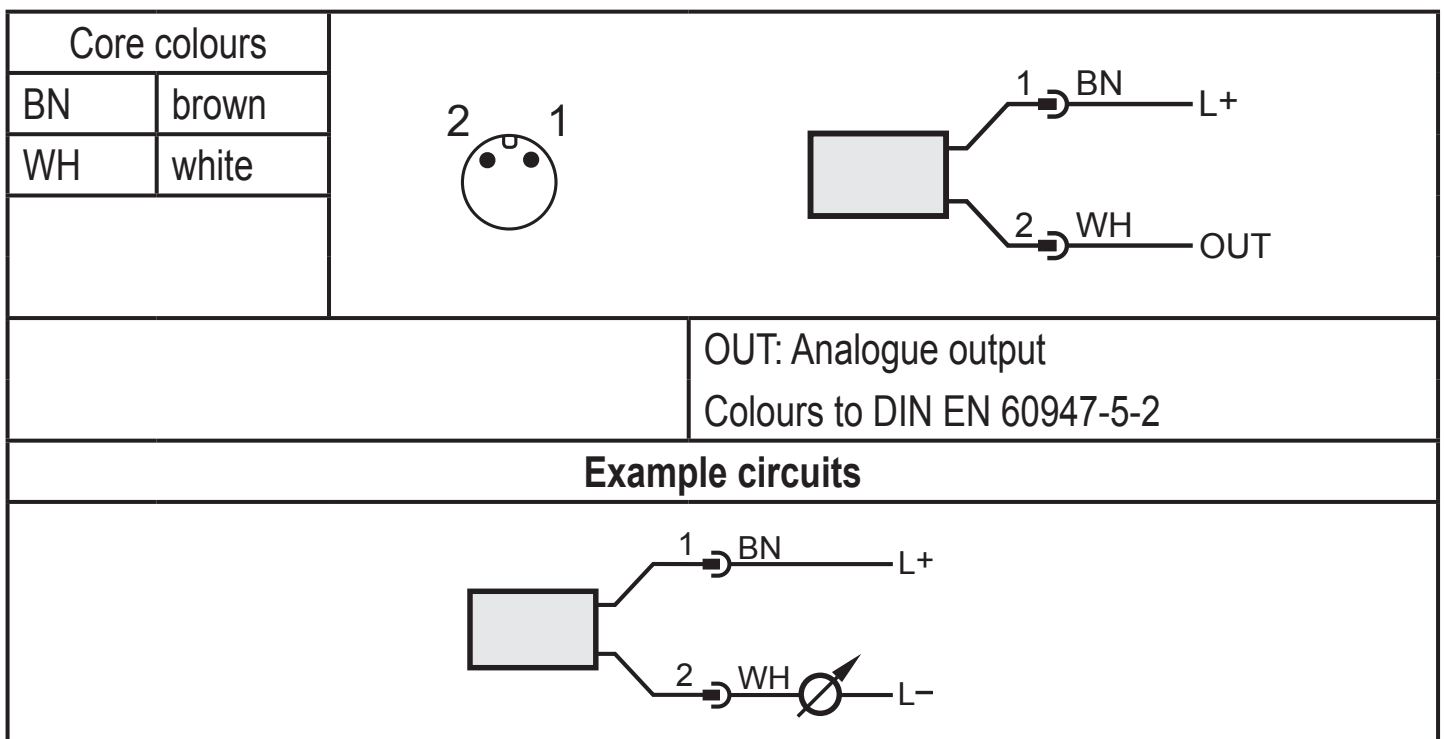 Core colours
BN brown
WH white
2 1
1 BN L+
2 WH OUT
OUT: Analogue output
Colours to DIN EN 60947-5-2
Example circuits
1 BN L+
2 WH L−